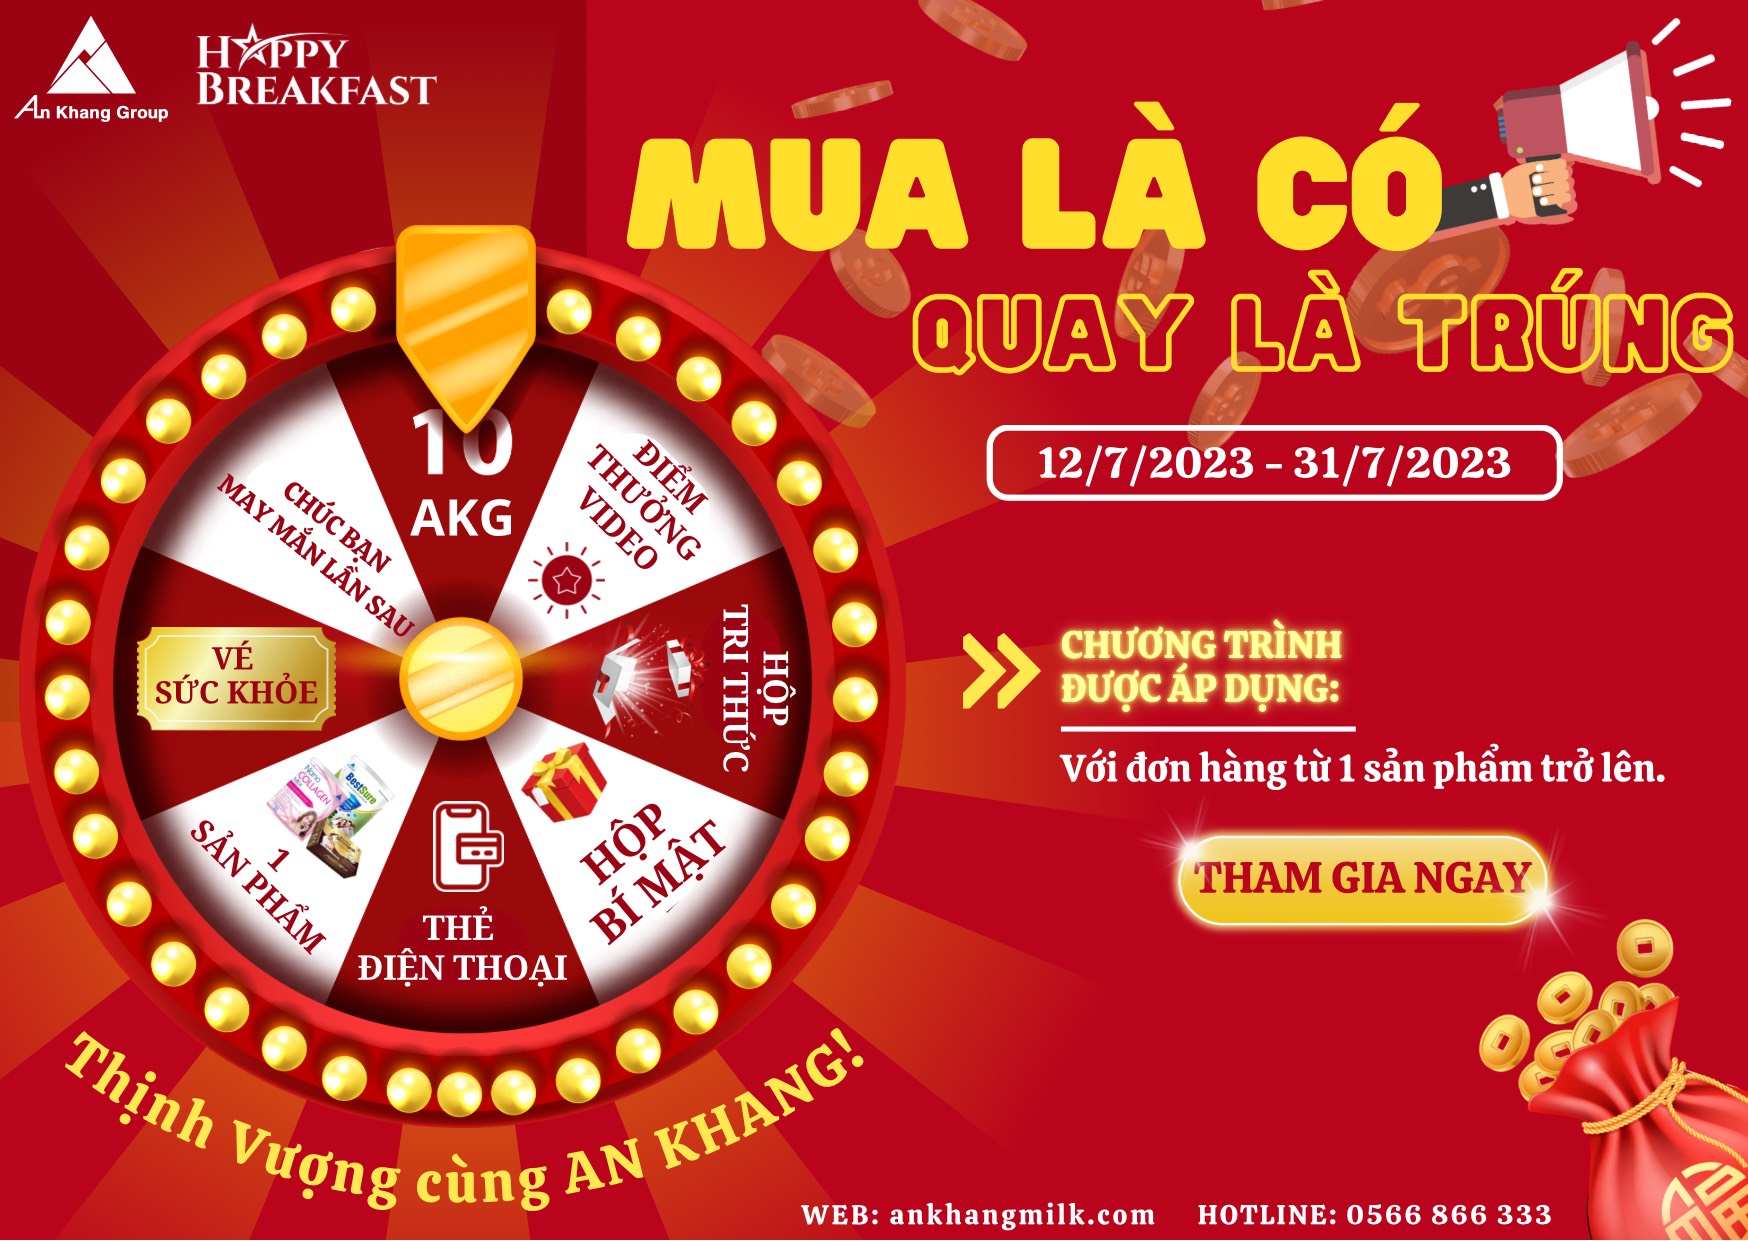 An Khang Group
HAPPY
BREAKFAST
MUA LÀ CÓ
QUAY LÀ TRÚNG
12/7/2023 - 31/7/2023
10
AKG
ĐIỂM
THƯỞNG
VIDEO
HỘP
TRI THỨC
HỘP
BÍ MẬT
THẺ
ĐIỆN THOẠI
1
SẢN PHẨM
Nano
COLLAGEN
BestSure
VÉ
SỨC KHỎE
CHÚC BẠN
MAY MẮN LẦN SAU
CHƯƠNG TRÌNH
ĐƯỢC ÁP DỤNG:
Với đơn hàng từ 1 sản phẩm trở lên.
THAM GIA NGAY
Thịnh Vượng cùng AN KHANG!
WEB: ankhangmilk.com HOTLINE: 0566 866 333